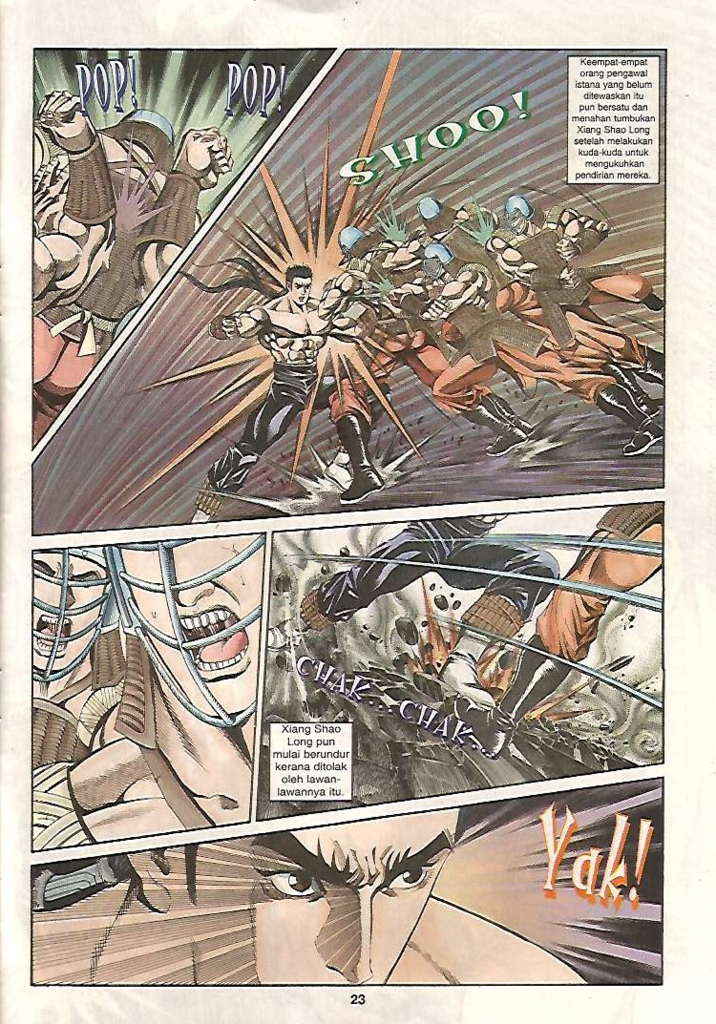 POP!
POP!
SHOO!
Keempat-empat
orang pengawal
istana yang belum
ditewaskan itu
pun bersatu dan
menahan tumbukan
Xiang Shao Long
setelah melakukan
kuda-kuda untuk
mengukuhkan
pendirian mereka.
CHAK... CHAK...
Xiang Shao
Long pun
mulai berundur
kerana ditolak
oleh lawan-
lawannya itu.
Yak!
23